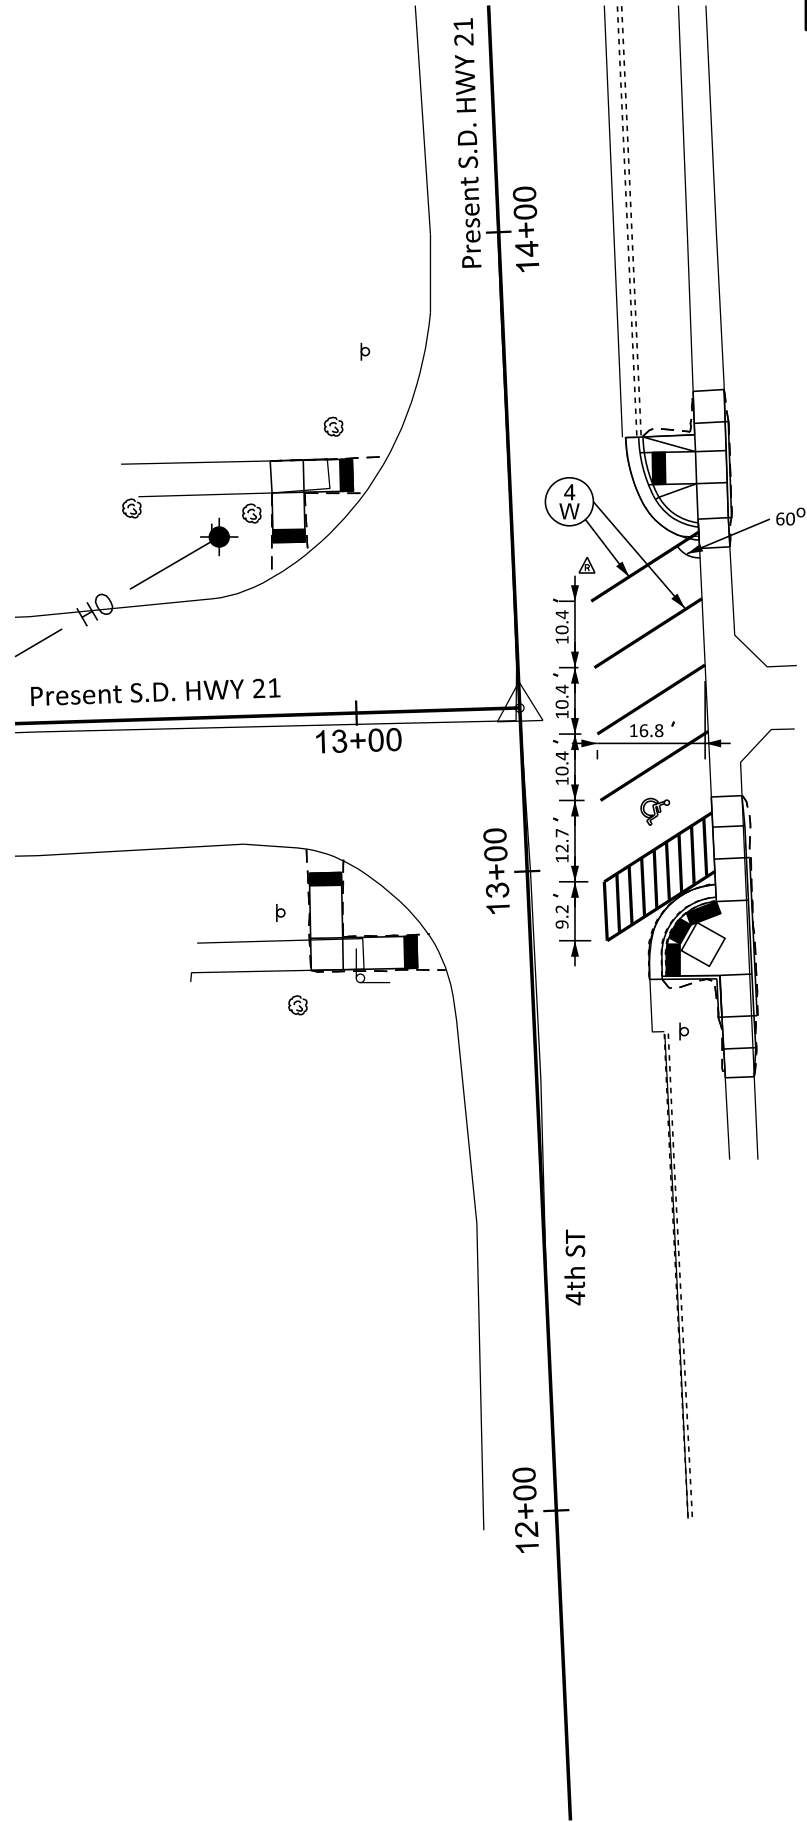 Present S.D. HWY 21
14+00
þ
4
W
60°
R
HO
10.4'
10.4'
10.4'
12.7'
9.2'
16.8'
Present S.D. HWY 21
13+00
13+00
þ
þ
4th ST
12+00